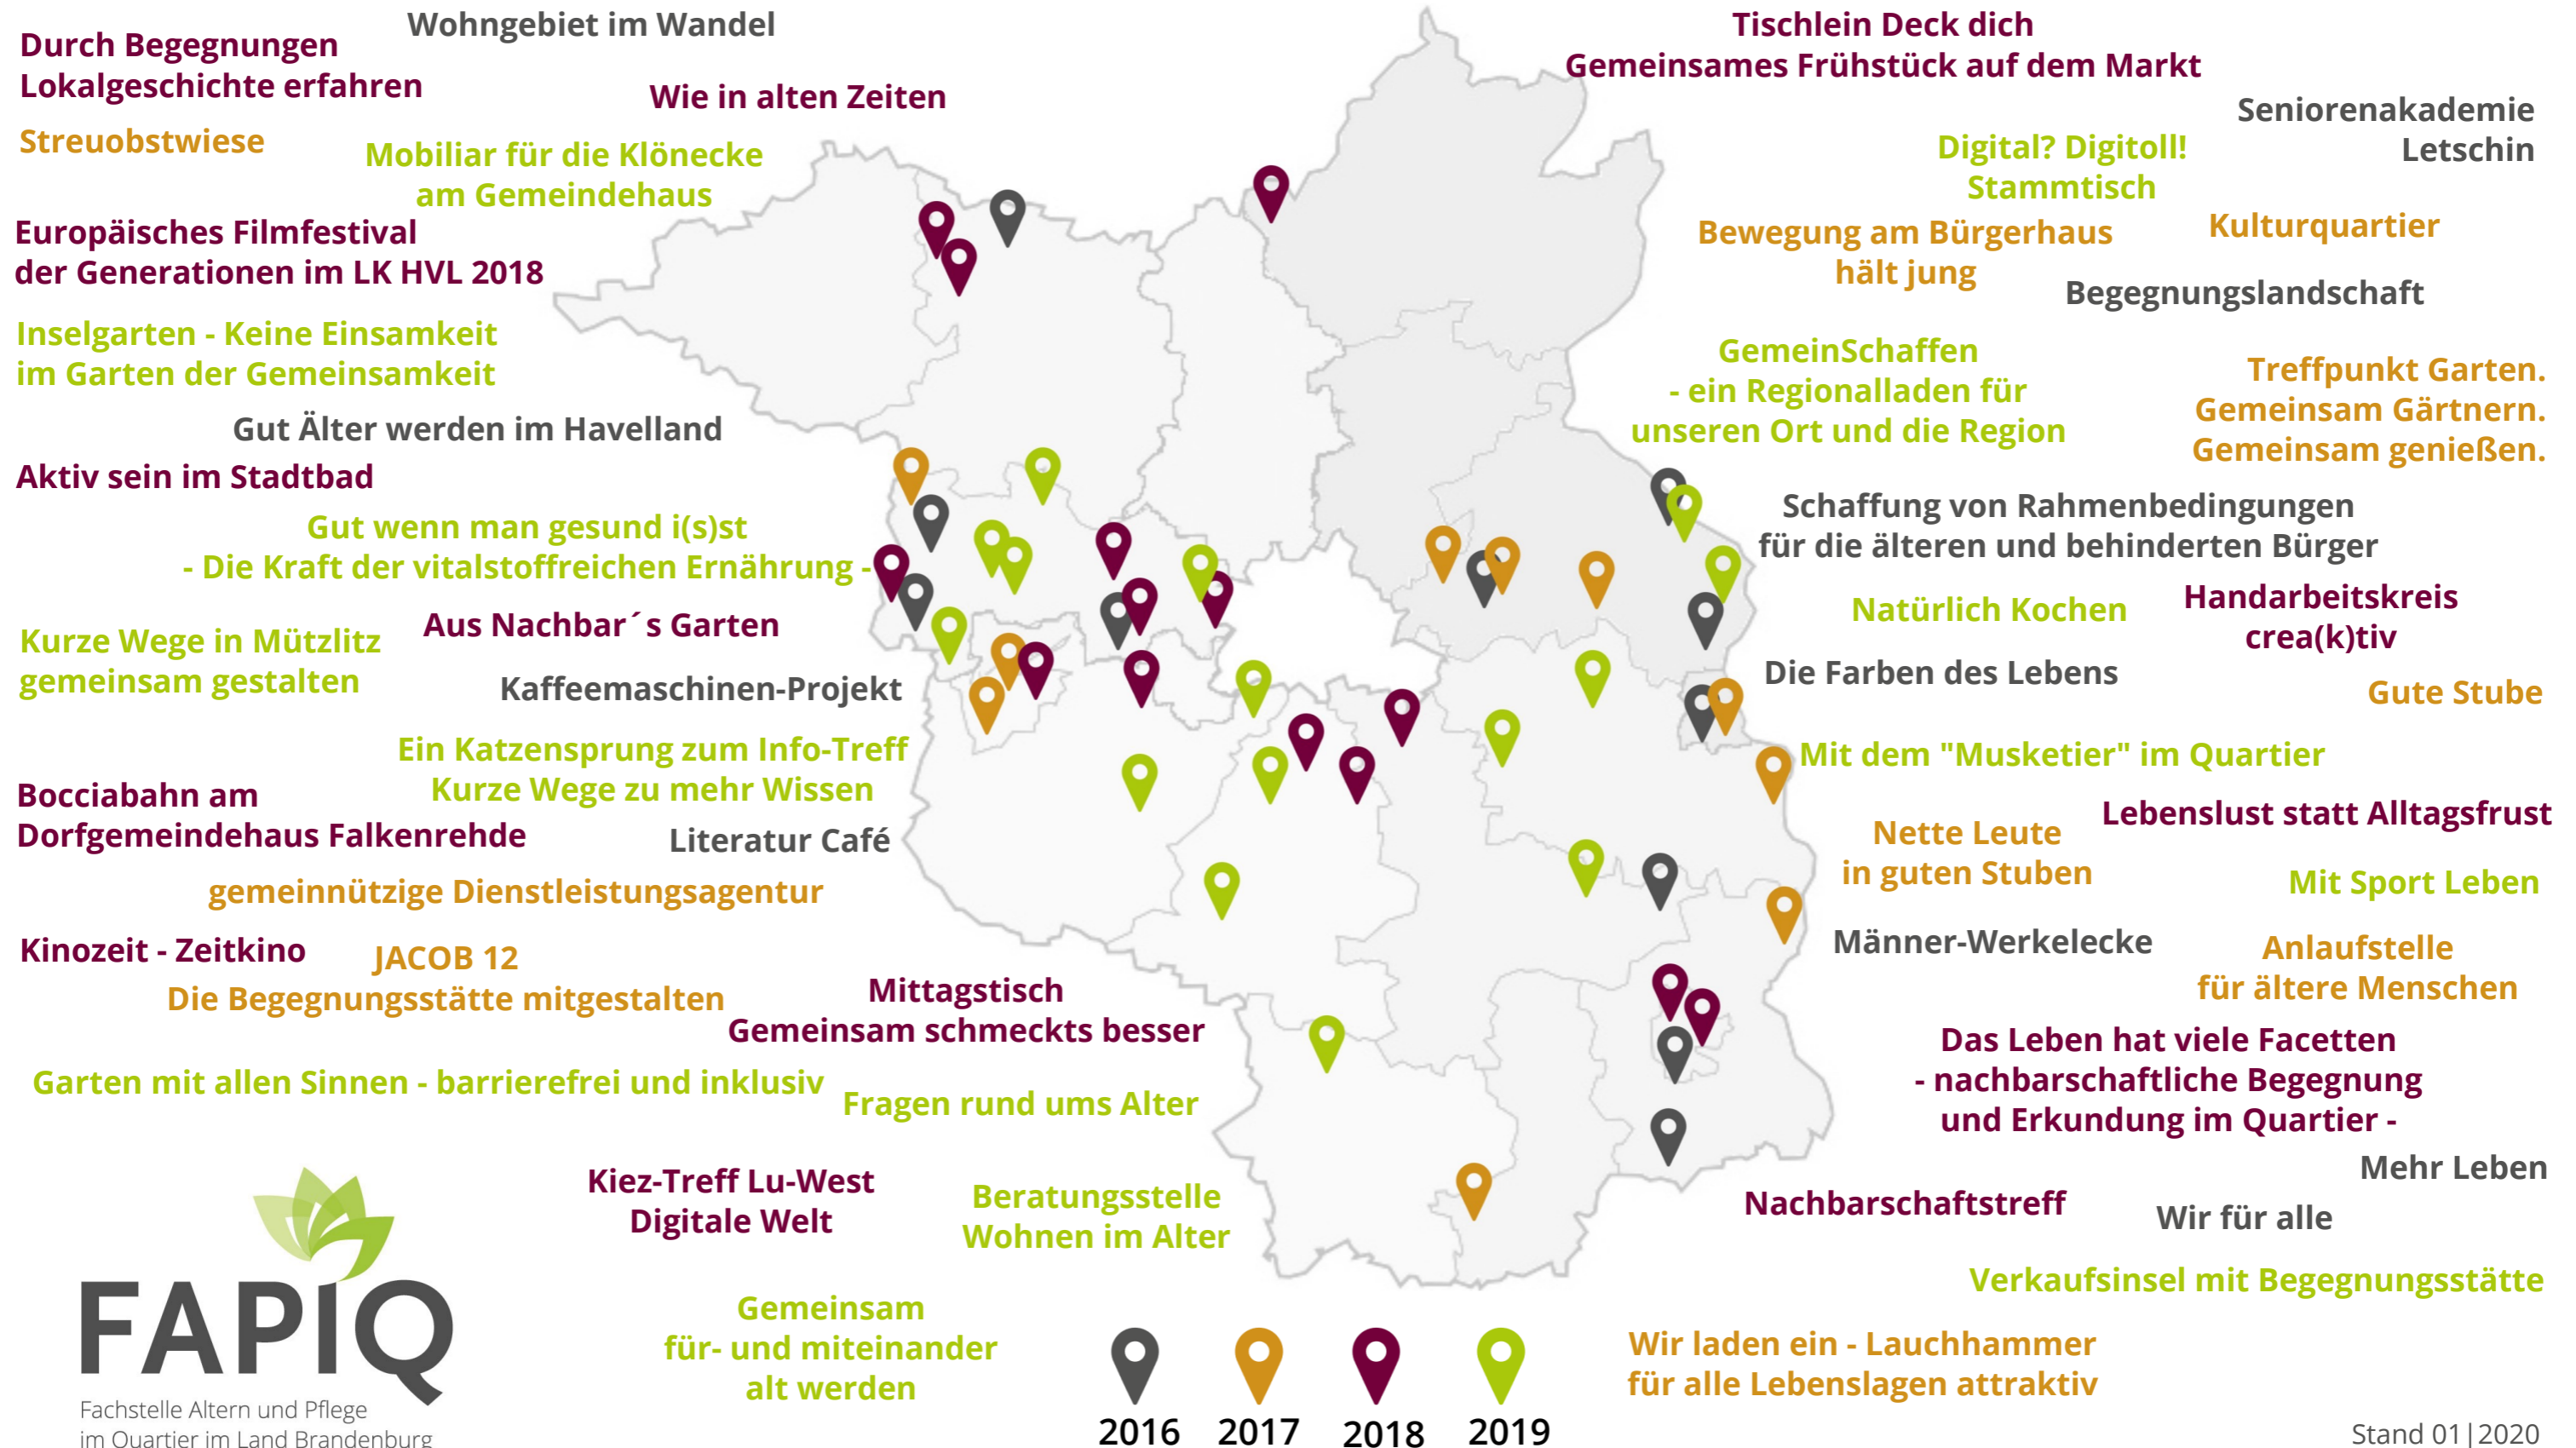 Wohngebiet im Wandel
Durch Begegnungen
Lokalgeschichte erfahren
Wie in alten Zeiten
Streuobstwiese
Mobiliar für die Klönecke
am Gemeindehaus
Europäisches Filmfestival
der Generationen im LK HVL 2018
Inselgarten - Keine Einsamkeit
im Garten der Gemeinsamkeit
Gut Älter werden im Havelland
Aktiv sein im Stadtbad
Gut wenn man gesund i(s)st
- Die Kraft der vitalstoffreichen Ernährung -
Aus Nachbar´s Garten
Kurze Wege in Mützlitz
gemeinsam gestalten
Kaffeemaschinen-Projekt
Ein Katzensprung zum Info-Treff
Kurze Wege zu mehr Wissen
Bocciabahn am
Dorfgemeindehaus Falkenrehde
Literatur Café
gemeinnützige Dienstleistungsagentur
Kinozeit - Zeitkino
JACOB 12
Die Begegnungsstätte mitgestalten
Mittagstisch
Gemeinsam schmeckts besser
Garten mit allen Sinnen - barrierefrei und inklusiv
Fragen rund ums Alter
Kiez-Treff Lu-West
Digitale Welt
Beratungsstelle
Wohnen im Alter
Gemeinsam
für- und miteinander
alt werden
Tischlein Deck dich
Gemeinsames Frühstück auf dem Markt
Seniorenakademie
Letschin
Digital? Digitoll!
Stammtisch
Bewegung am Bürgerhaus
hält jung
Kulturquartier
Begegnungslandschaft
GemeinSchaffen
- ein Regionalladen für
unseren Ort und die Region
Treffpunkt Garten.
Gemeinsam Gärtnern.
Gemeinsam genießen.
Schaffung von Rahmenbedingungen
für die älteren und behinderten Bürger
Natürlich Kochen
Handarbeitskreis
crea(k)tiv
Die Farben des Lebens
Gute Stube
Mit dem "Musketier" im Quartier
Lebenslust statt Alltagsfrust
Nette Leute
in guten Stuben
Mit Sport Leben
Männer-Werkelecke
Anlaufstelle
für ältere Menschen
Das Leben hat viele Facetten
- nachbarschaftliche Begegnung
und Erkundung im Quartier -
Mehr Leben
Nachbarschaftstreff
Wir für alle
Verkaufsinsel mit Begegnungsstätte
Wir laden ein - Lauchhammer
für alle Lebenslagen attraktiv
FAPIQ
Fachstelle Altern und Pflege
im Quartier im Land Brandenburg
2016 2017 2018 2019
Stand 01|2020